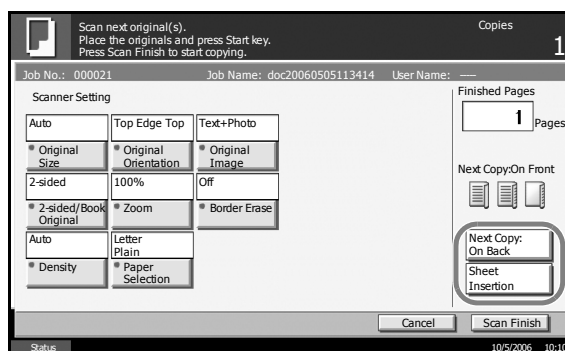 Scan next original(s).
Place the originals and press Start key.
Press Scan Finish to start copying.
Copies
1
Job No.: 000021
Job Name: doc20060505113414
User Name: ----
Scanner Setting
Auto
Top Edge Top
Text+Photo
Original
Size
Original
Orientation
Original
Image
2-sided
100%
Off
2-sided/Book
Original
Zoom
Border Erase
Auto
Letter
Plain
Density
Paper
Selection
Finished Pages
1 Pages
Next Copy:On Front
Next Copy:
On Back
Sheet
Insertion
Cancel
Scan Finish
Status
10/5/2006 10:10